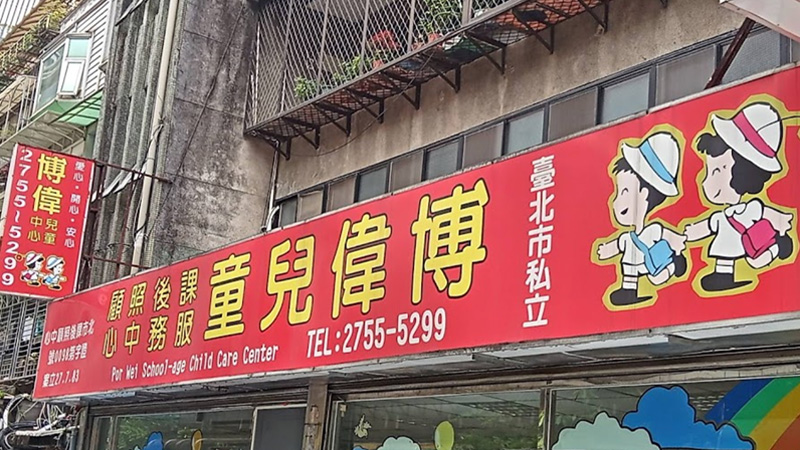 愛心・開心・安心
博偉
兒童
中心
2755~5299
臺北市私立
博偉兒童
課後照顧
服務中心
TEL:2755-5299
Por Wei School-age Child Care Center